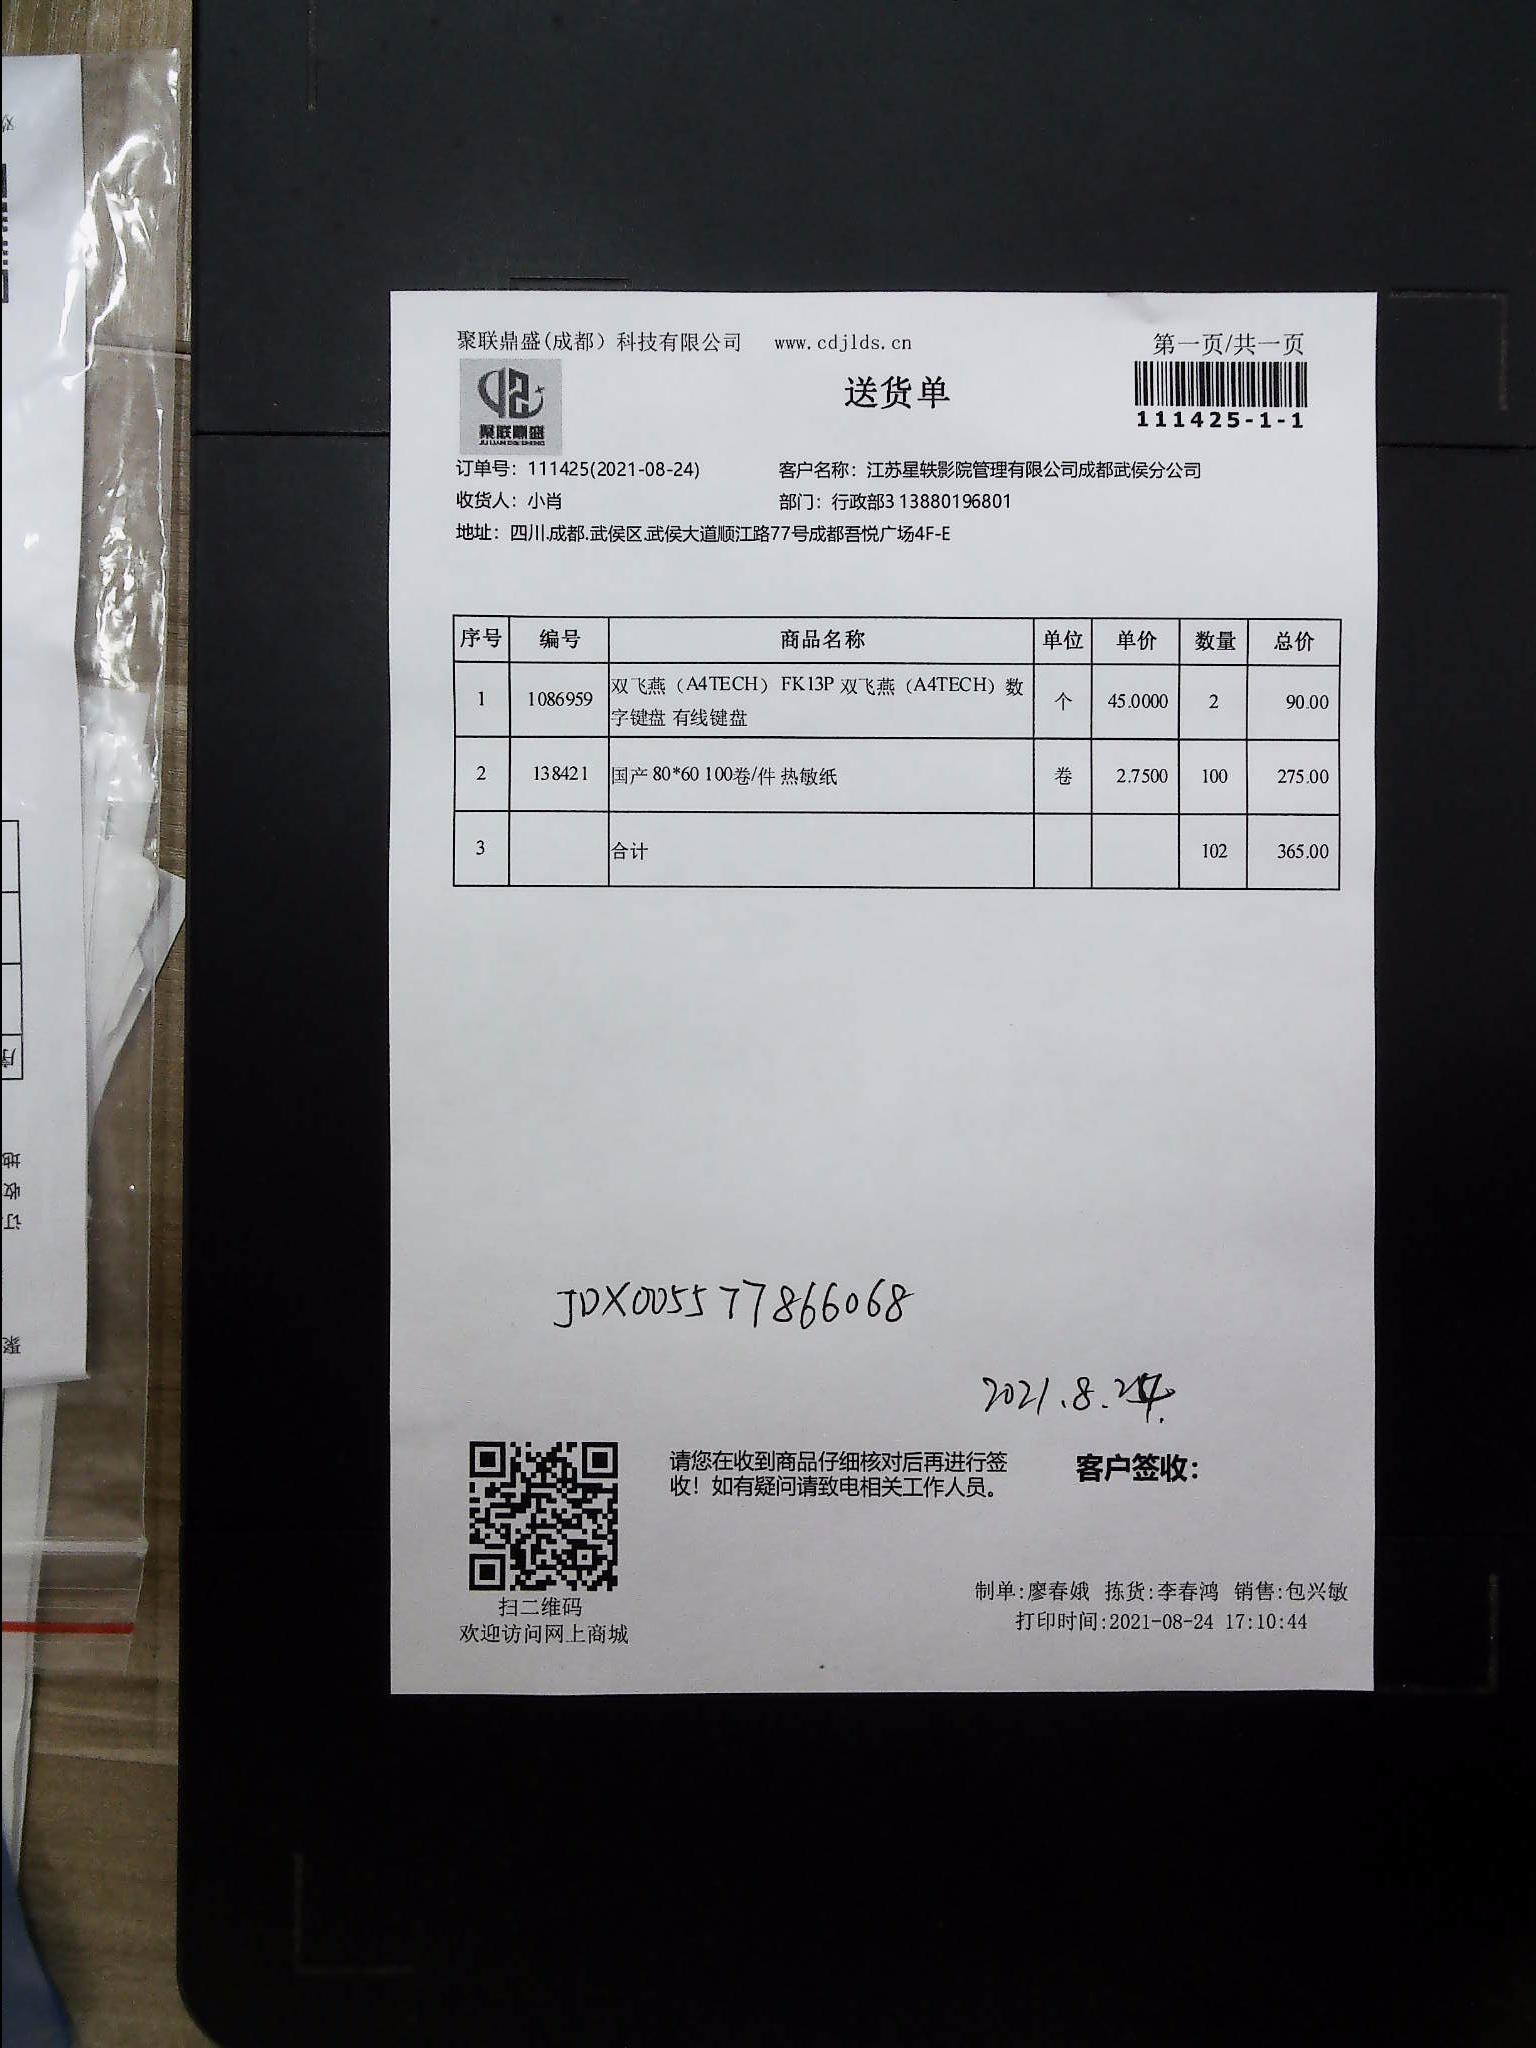 聚联鼎盛(成都）科技有限公司 www.cdjlds.cn
第一页/共一页
聚联鼎盛
JU LIAN DING SHENG
送货单
111425-1-1
订单号：111425(2021-08-24) 客户名称：江苏星轶影院管理有限公司成都武侯分公司
收货人：小肖 部门：行政部3 13880196801
地址：四川.成都.武侯区.武侯大道顺江路77号成都吾悦广场4F-E
序号 编号 商品名称 单位 单价 数量 总价
1 1086959 双飞燕（A4TECH） FK13P 双飞燕（A4TECH）数字键盘 有线键盘 个 45.0000 2 90.00
2 138421 国产 80*60 100卷/件 热敏纸 卷 2.7500 100 275.00
3 合计 102 365.00
JDX005577866068
2021.8.24.
请您在收到商品仔细核对后再进行签
收！如有疑问请致电相关工作人员。
客户签收：
扫二维码
欢迎访问网上商城
制单:廖春娥 拣货:李春鸿 销售:包兴敏
打印时间:2021-08-24 17:10:44